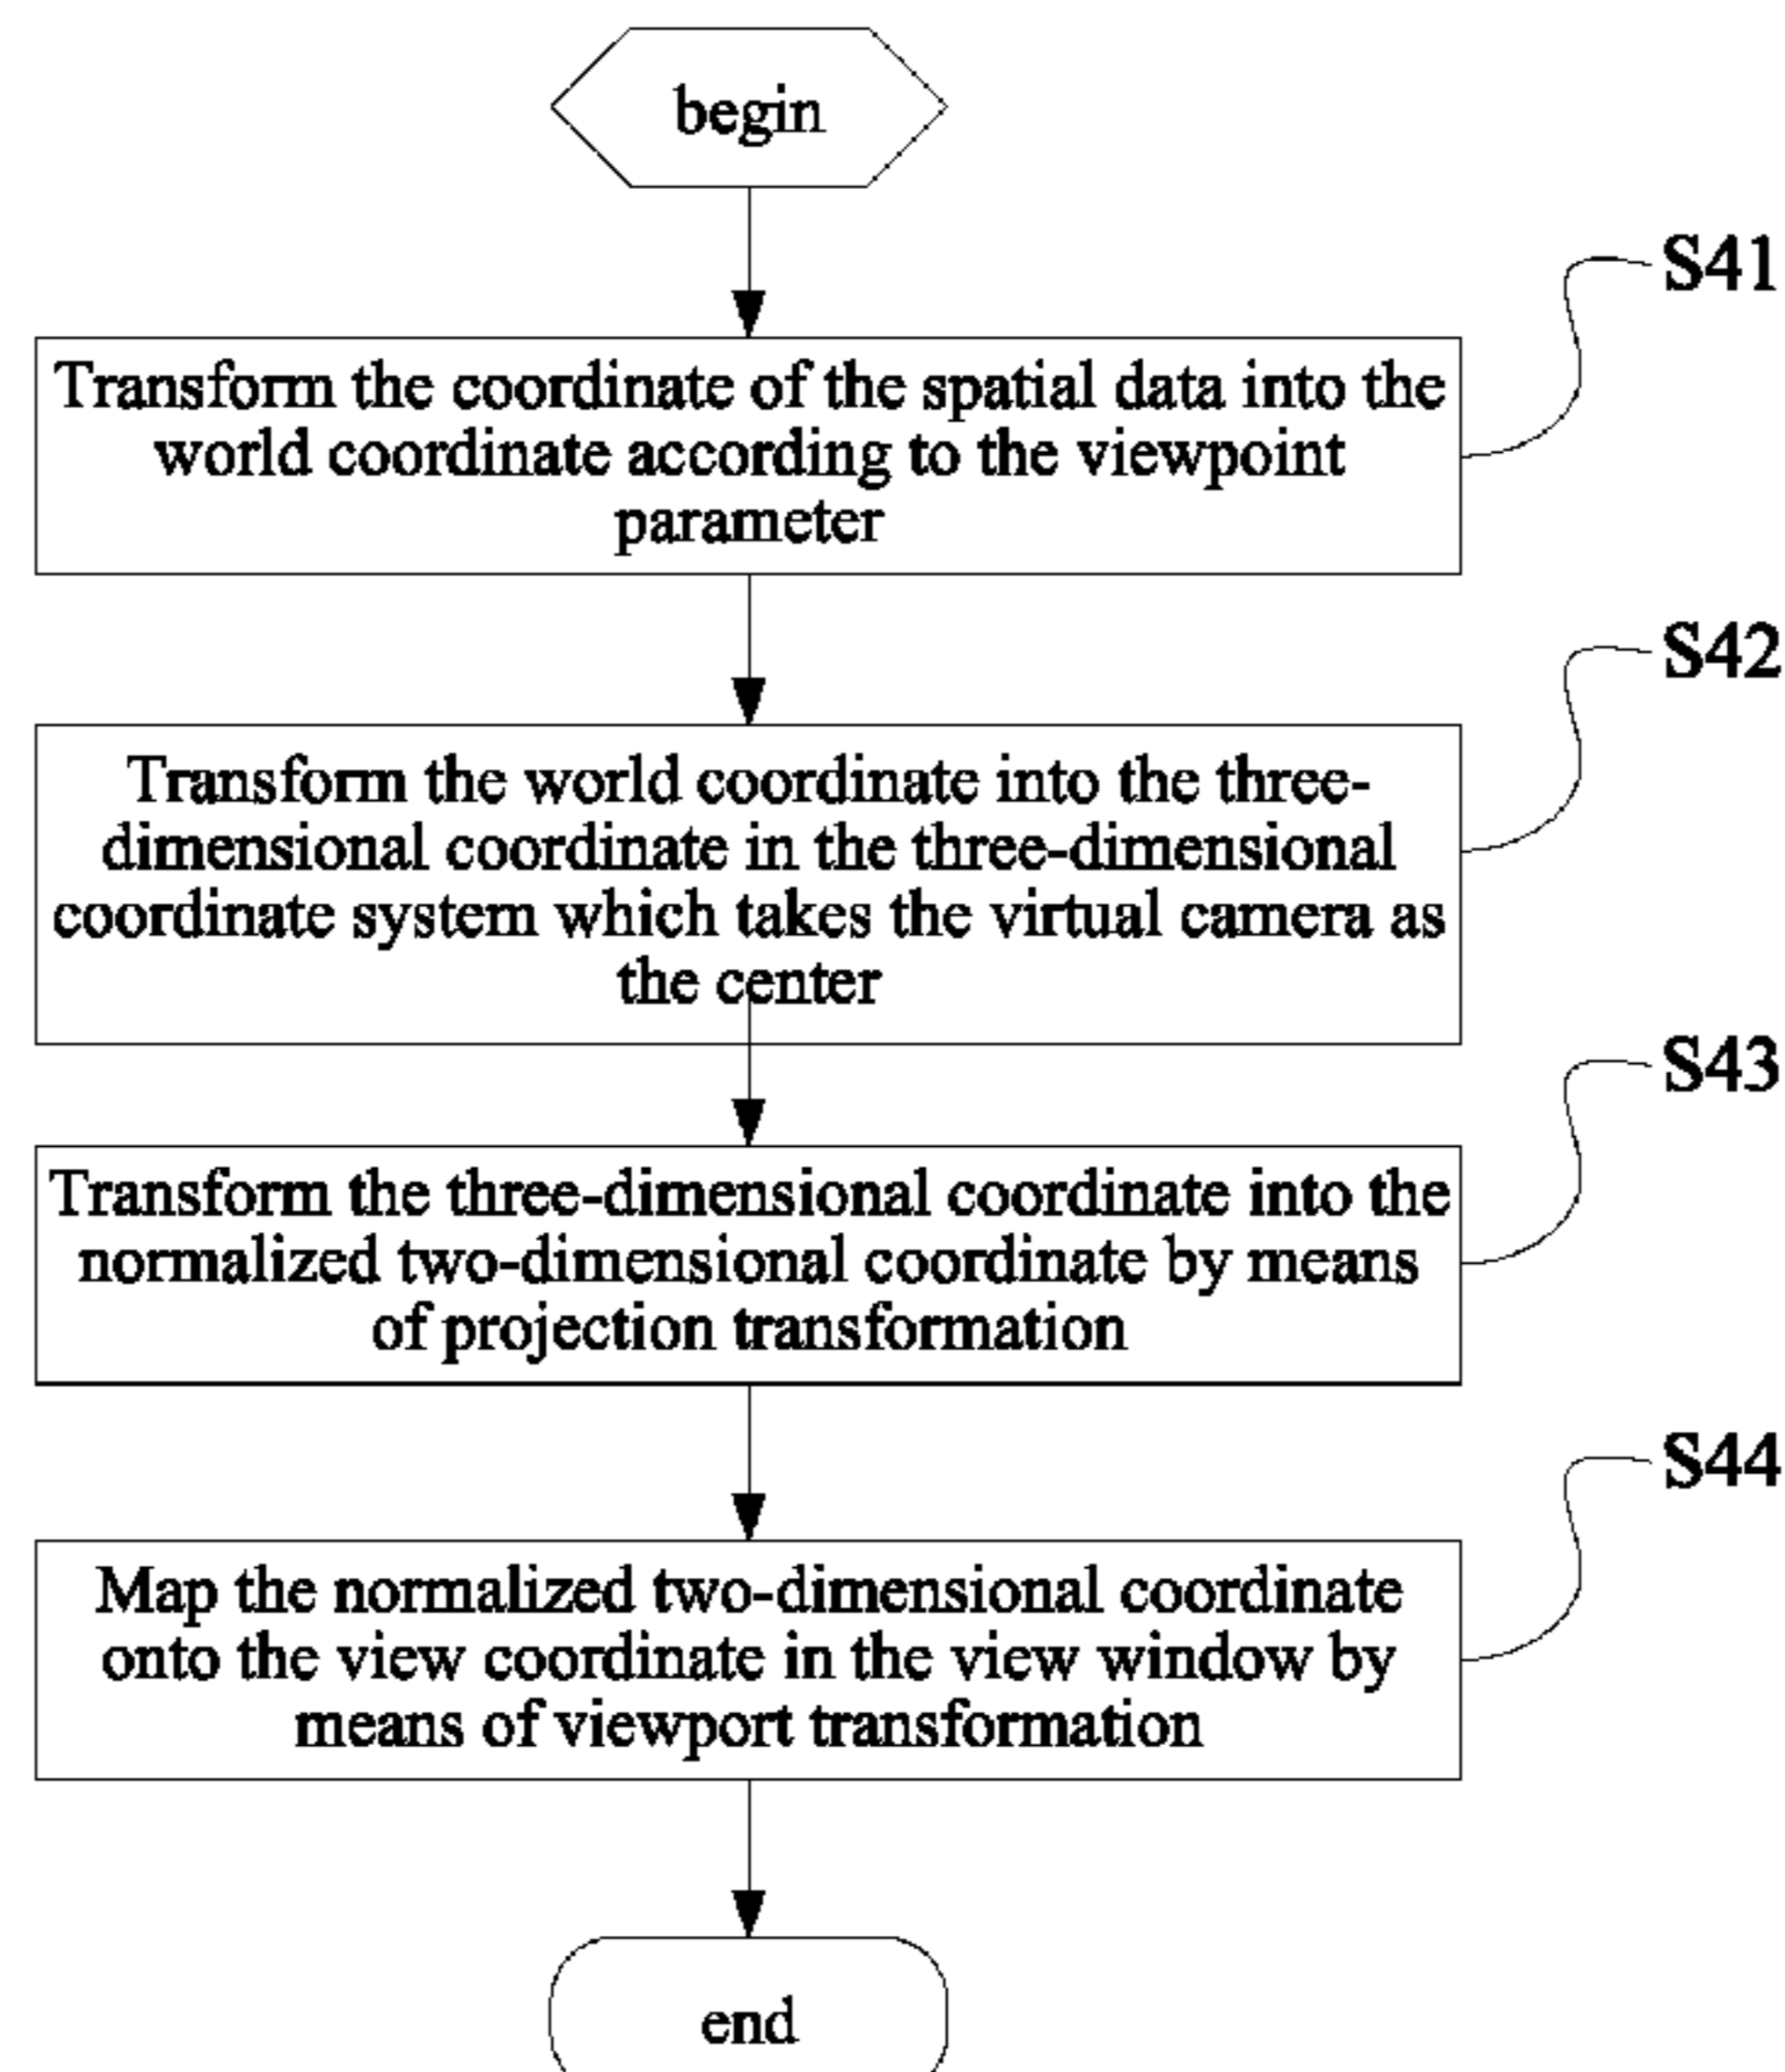 begin
S41
Transform the coordinate of the spatial data into the
world coordinate according to the viewpoint
parameter
S42
Transform the world coordinate into the three-
dimensional coordinate in the three-dimensional
coordinate system which takes the virtual camera as
the center
S43
Transform the three-dimensional coordinate into the
normalized two-dimensional coordinate by means
of projection transformation
S44
Map the normalized two-dimensional coordinate
onto the view coordinate in the view window by
means of viewport transformation
end